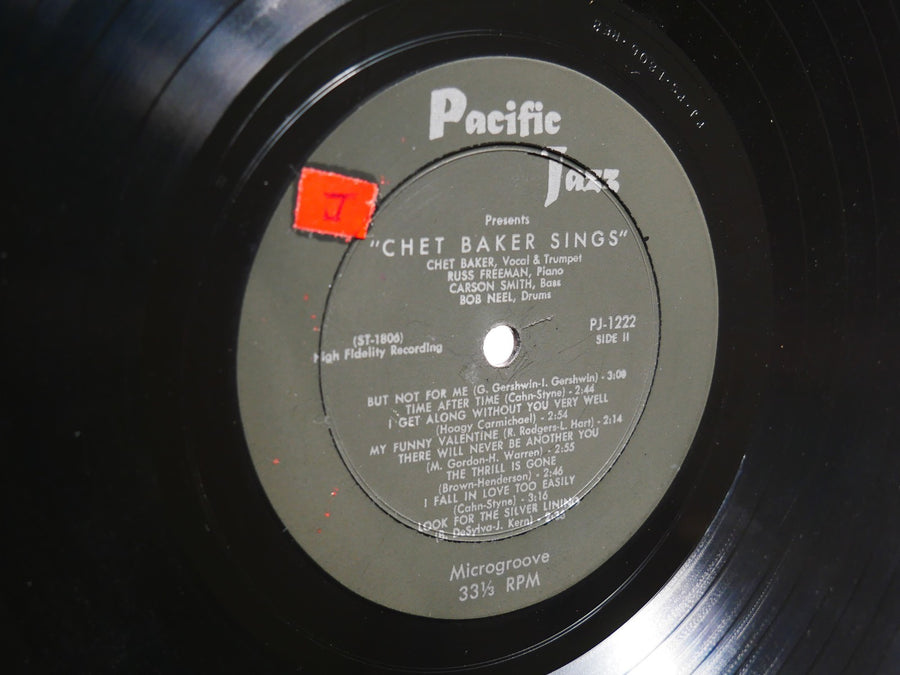 Pacific
Jazz
J
Presents
"CHET BAKER SINGS"
CHET BAKER, Vocal & Trumpet
RUSS FREEMAN, Piano
CARSON SMITH, Bass
BOB NEEL, Drums
(ST-1806)
High Fidelity Recording
PJ-1222
SIDE II
BUT NOT FOR ME (G. Gershwin-I. Gershwin) - 3:00
TIME AFTER TIME (Cahn-Styne) - 2:44
I GET ALONG WITHOUT YOU VERY WELL
(Hoagy Carmichael) - 2:54
MY FUNNY VALENTINE (R. Rodgers-L. Hart) - 2:14
THERE WILL NEVER BE ANOTHER YOU
(M. Gordon-H. Warren) - 2:55
THE THRILL IS GONE
(Brown-Henderson) - 2:46
I FALL IN LOVE TOO EASILY
(Cahn-Styne) - 3:16
LOOK FOR THE SILVER LINING
(B. DeSylva-J. Kern) -
Microgroove
33⅓ RPM